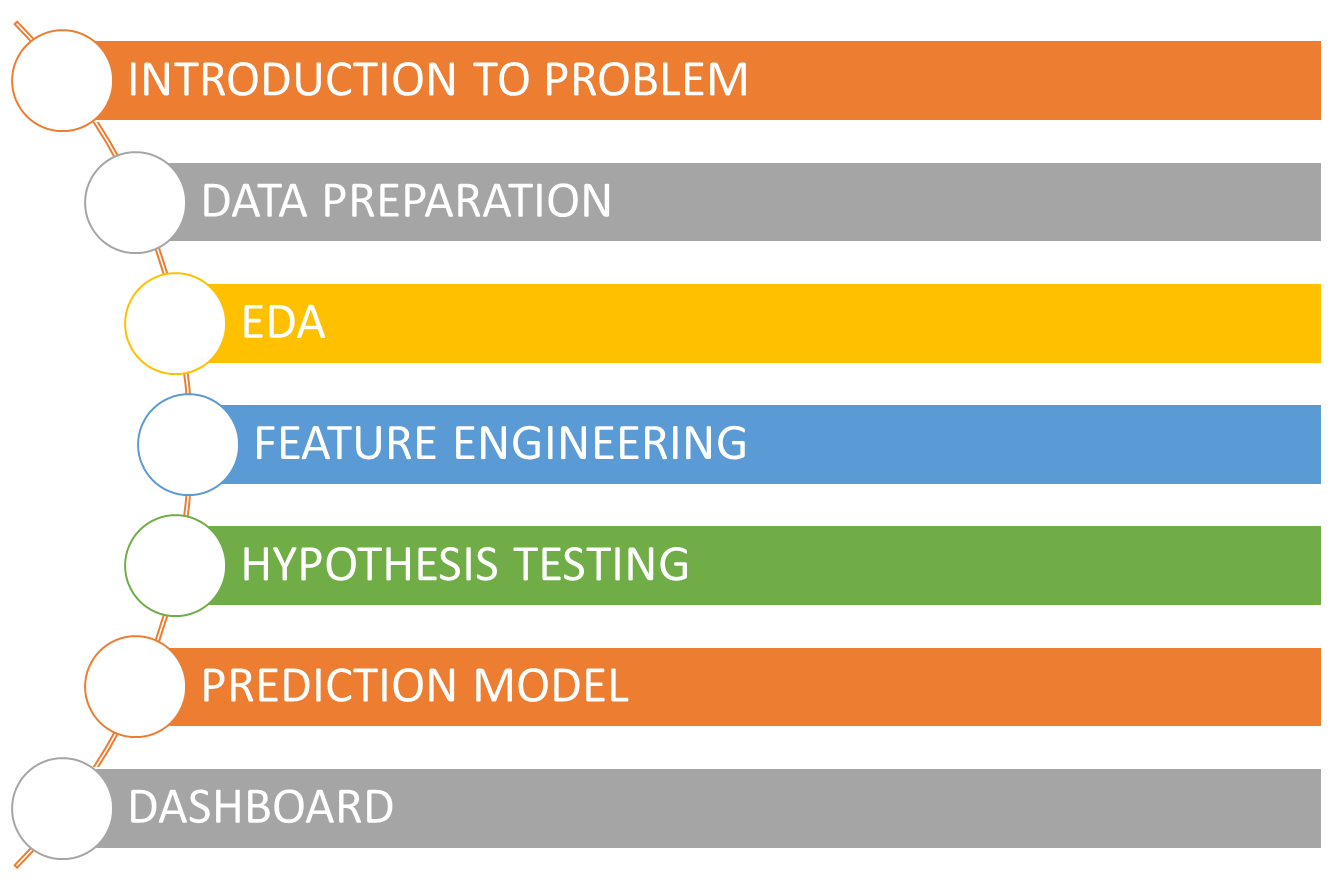 INTRODUCTION TO PROBLEM
DATA PREPARATION
EDA
FEATURE ENGINEERING
HYPOTHESIS TESTING
PREDICTION MODEL
DASHBOARD